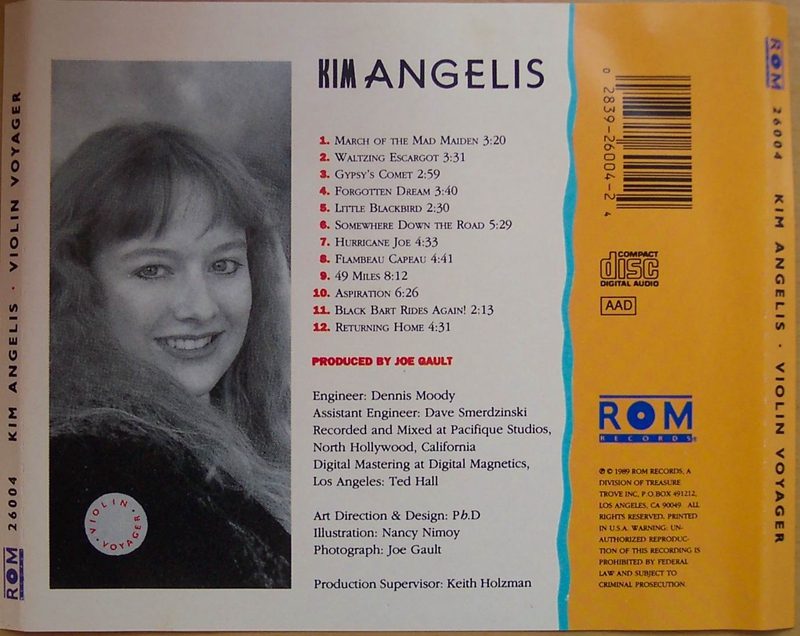 ROM 26004 KIM ANGELIS · VIOLIN VOYAGER
KIM ANGELIS
1. MARCH OF THE MAD MAIDEN 3:20
2. WALTZING ESCARGOT 3:31
3. GYPSY'S COMET 2:59
4. FORGOTTEN DREAM 3:40
5. LITTLE BLACKBIRD 2:30
6. SOMEWHERE DOWN THE ROAD 5:29
7. HURRICANE JOE 4:33
8. FLAMBEAU CAPEAU 4:41
9. 49 MILES 8:12
10. ASPIRATION 6:26
11. BLACK BART RIDES AGAIN! 2:13
12. RETURNING HOME 4:31
PRODUCED BY JOE GAULT
Engineer: Dennis Moody
Assistant Engineer: Dave Smerdzinski
Recorded and Mixed at Pacifique Studios,
North Hollywood, California
Digital Mastering at Digital Magnetics,
Los Angeles: Ted Hall
Art Direction & Design: Ph.D
Illustration: Nancy Nimoy
Photograph: Joe Gault
Production Supervisor: Keith Holzman
VIOLIN · VOYAGER ·
0 2839-26004-2 4
COMPACT
disc
DIGITAL AUDIO
AAD
ROM
RECORDS®
℗ © 1989 ROM RECORDS, A
DIVISION OF TREASURE
TROVE INC, P.O.BOX 491212,
LOS ANGELES, CA 90049. ALL
RIGHTS RESERVED. PRINTED
IN U.S.A. WARNING: UN-
AUTHORIZED REPRODUC-
TION OF THIS RECORDING IS
PROHIBITED BY FEDERAL
LAW AND SUBJECT TO
CRIMINAL PROSECUTION.
ROM 26004 KIM ANGELIS · VIOLIN VOYAGER